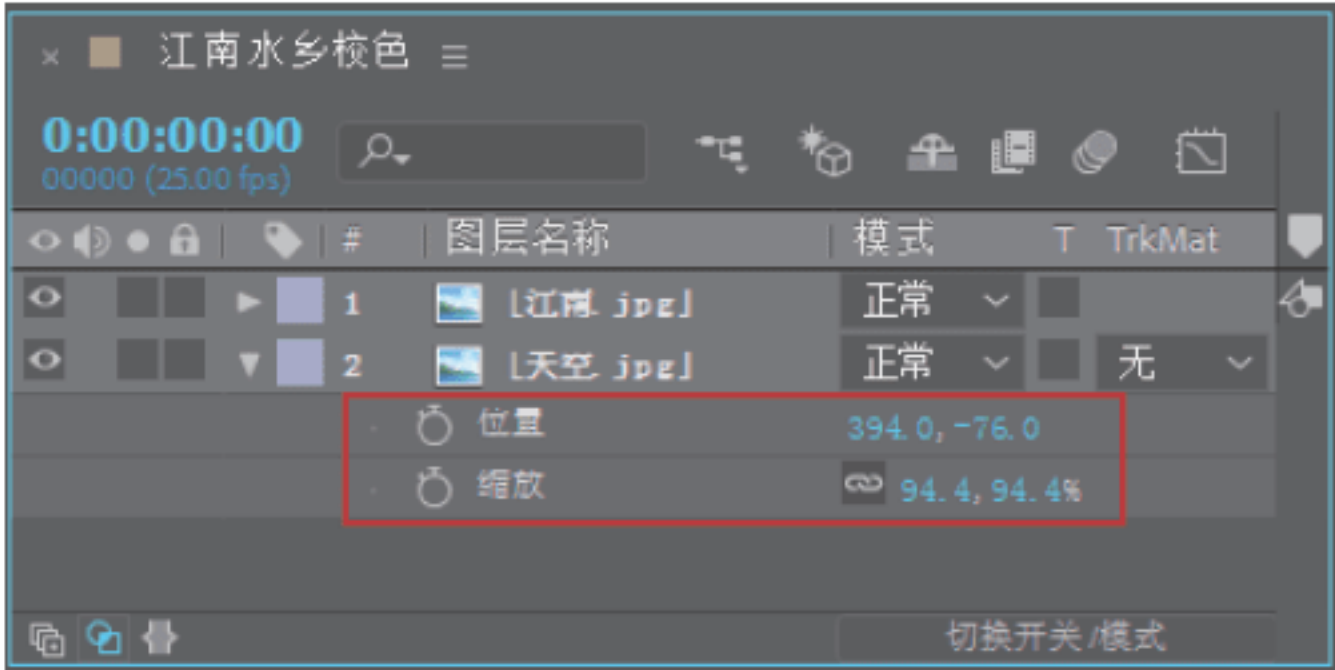 × 江南水乡校色 ≡
0:00:00:00
00000 (25.00 fps)
# 图层名称 模式 T TrkMat
1 [江南.jpg] 正常
2 [天空.jpg] 正常 无
位置 394.0,-76.0
缩放 94.4,94.4%
切换开关/模式